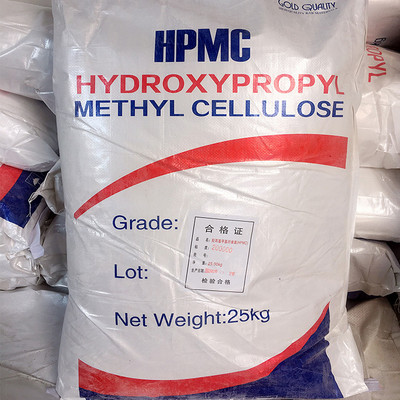 GOLD QUALITY
HPMC
HYDROXYPROPYL
METHYL CELLULOSE
Grade:
合格证
Lot:
检验合格
Net Weight:25kg